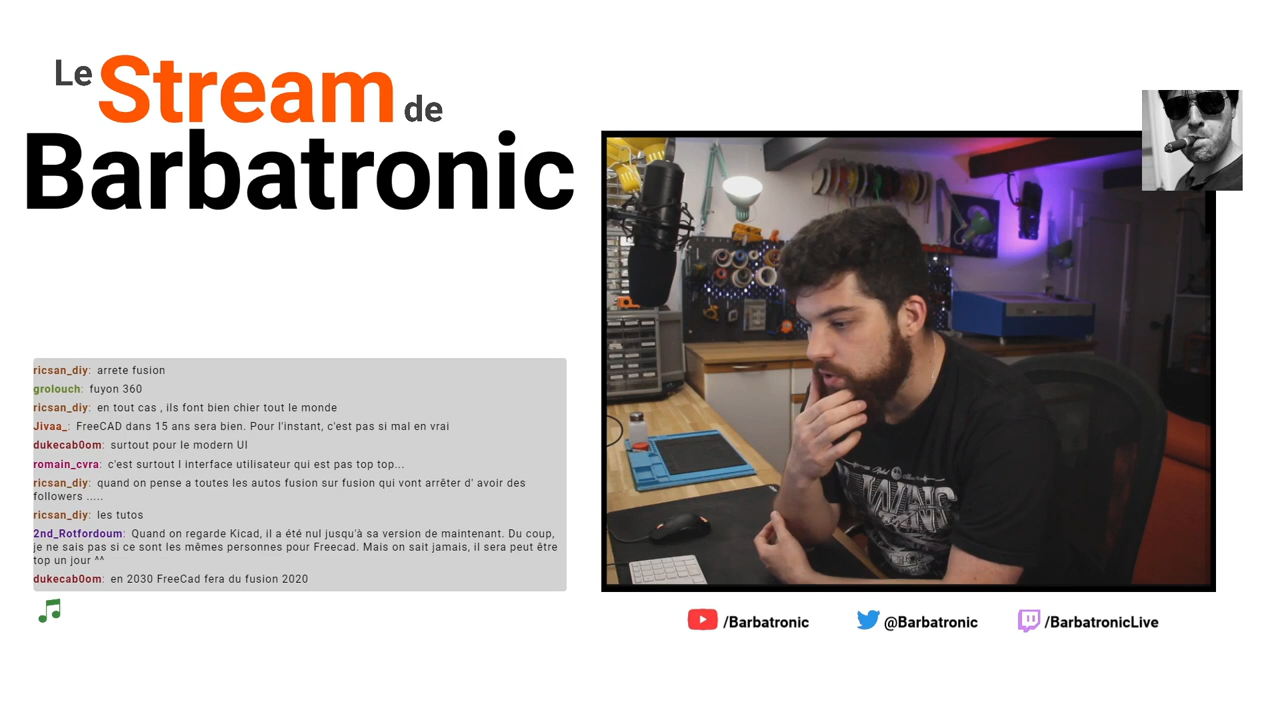 Le Stream de
Barbatronic
ricsan_diy: arrete fusion
grolouch: fuyon 360
ricsan_diy: en tout cas , ils font bien chier tout le monde
Jivaa_: FreeCAD dans 15 ans sera bien. Pour l'instant, c'est pas si mal en vrai
dukecab0om: surtout pour le modern UI
romain_cvra: c'est surtout l interface utilisateur qui est pas top top...
ricsan_diy: quand on pense a toutes les autos fusion sur fusion qui vont arrêter d' avoir des
followers .....
ricsan_diy: les tutos
2nd_Rotfordoum: Quand on regarde Kicad, il a été nul jusqu'à sa version de maintenant. Du coup,
je ne sais pas si ce sont les mêmes personnes pour Freecad. Mais on sait jamais, il sera peut être
top un jour ^^
dukecab0om: en 2030 FreeCad fera du fusion 2020
/Barbatronic @Barbatronic /BarbatronicLive